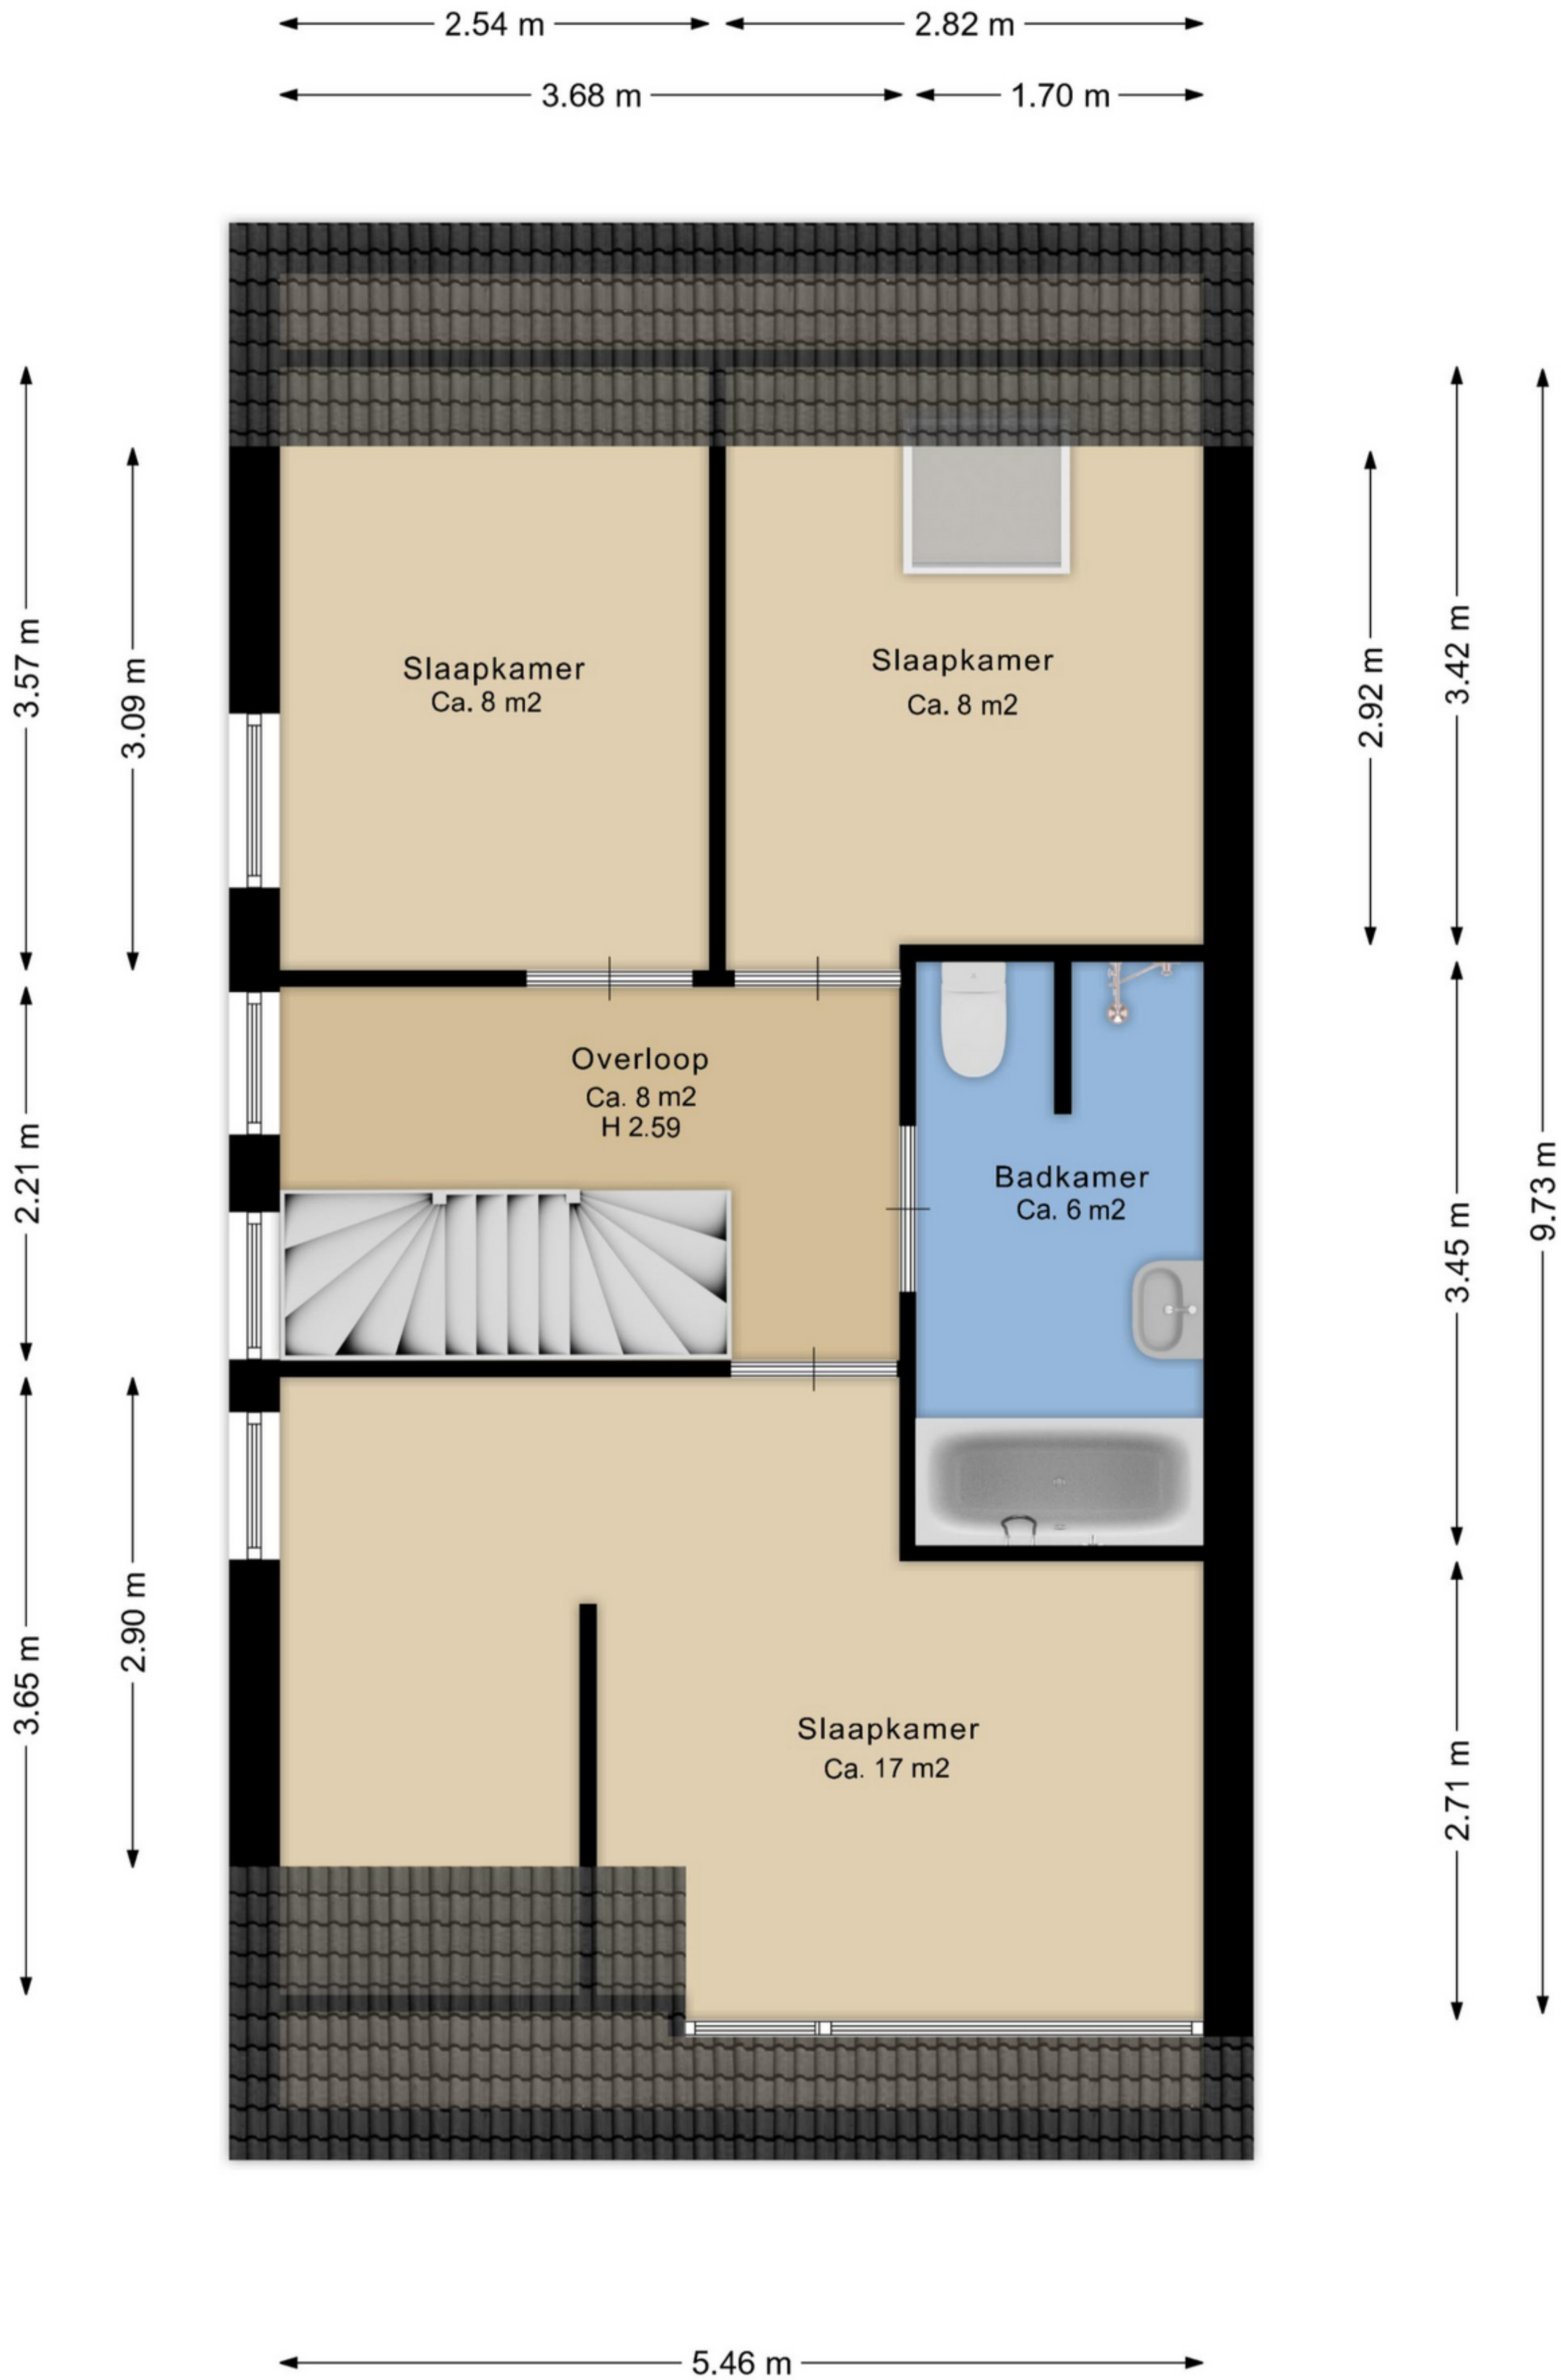 2.54 m
2.82 m
3.68 m
1.70 m
3.57 m
3.09 m
2.92 m
3.42 m
Slaapkamer
Ca. 8 m2
Slaapkamer
Ca. 8 m2
Overloop
Ca. 8 m2
H 2.59
2.21 m
Badkamer
Ca. 6 m2
3.45 m
9.73 m
3.65 m
2.90 m
Slaapkamer
Ca. 17 m2
2.71 m
5.46 m